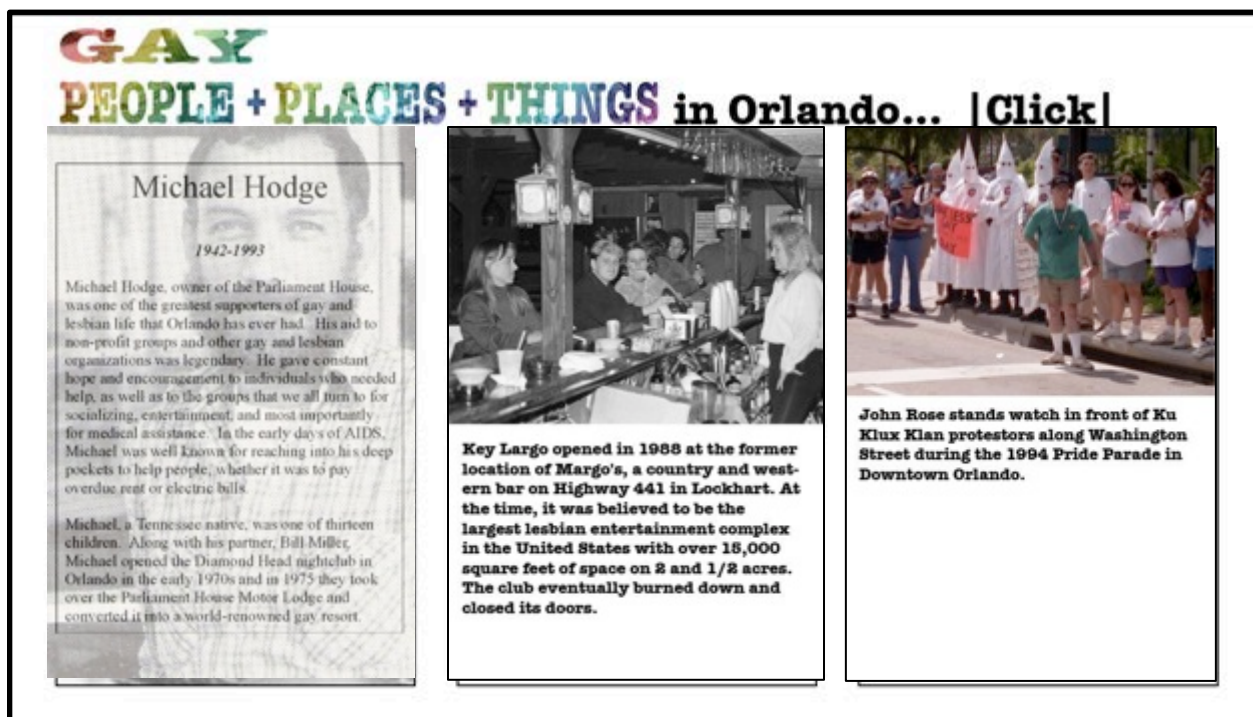 GAY
PEOPLE + PLACES + THINGS in Orlando... |Click|
Michael Hodge
1942-1993
Michael Hodge, owner of the Parliament House,
was one of the greatest supporters of gay and
lesbian life that Orlando has ever had. His aid to
non-profit groups and other gay and lesbian
organizations was legendary. He gave constant
hope and encouragement to individuals who needed
help, as well as to the groups that we all turn to for
socializing, entertainment, and most importantly
for medical assistance. In the early days of AIDS,
Michael was well known for reaching into his deep
pockets to help people, whether it was to pay
overdue rent or electric bills.
Michael, a Tennessee native, was one of thirteen
children. Along with his partner, Bill Miller,
Michael opened the Diamond Head nightclub in
Orlando in the early 1970s and in 1975 they took
over the Parliament House Motor Lodge and
converted it into a world-renowned gay resort.
Key Largo opened in 1988 at the former
location of Margo's, a country and west-
ern bar on Highway 441 in Lockhart. At
the time, it was believed to be the
largest lesbian entertainment complex
in the United States with over 15,000
square feet of space on 2 and 1/2 acres.
The club eventually burned down and
closed its doors.
John Rose stands watch in front of Ku
Klux Klan protestors along Washington
Street during the 1994 Pride Parade in
Downtown Orlando.